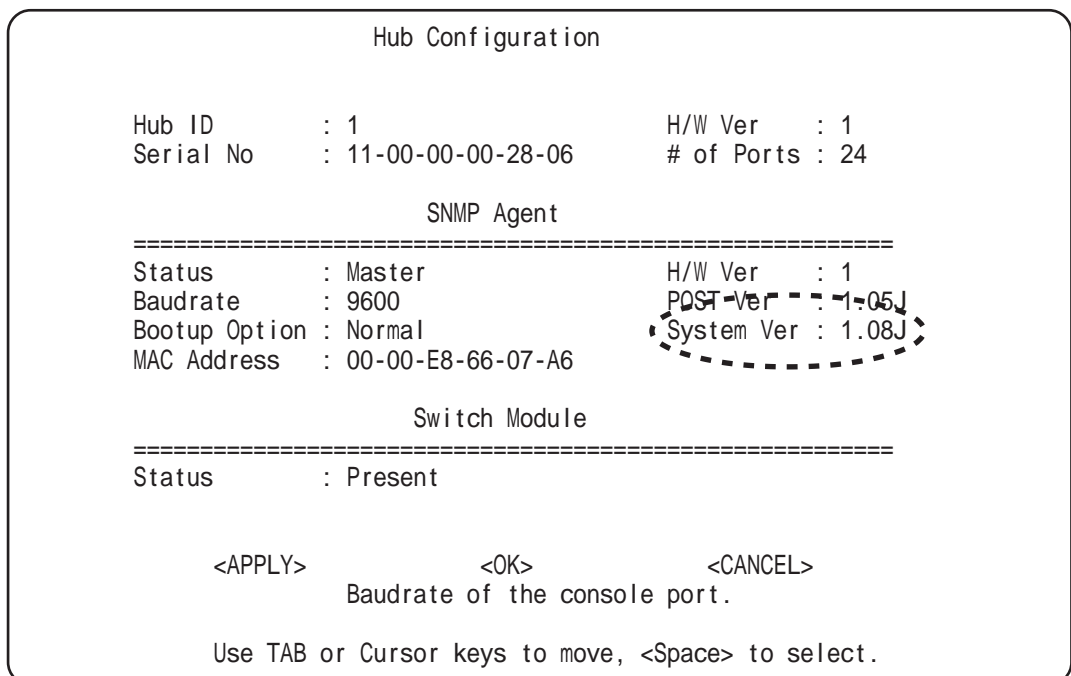 Hub Configuration
Hub ID : 1 H/W Ver : 1
Serial No : 11-00-00-00-28-06 # of Ports : 24
SNMP Agent
=========================================================
Status : Master H/W Ver : 1
Baudrate : 9600 POST Ver : 1.05J
Bootup Option : Normal System Ver : 1.08J
MAC Address : 00-00-E8-66-07-A6
Switch Module
=========================================================
Status : Present
<APPLY> <OK> <CANCEL>
Baudrate of the console port.
Use TAB or Cursor keys to move, <Space> to select.